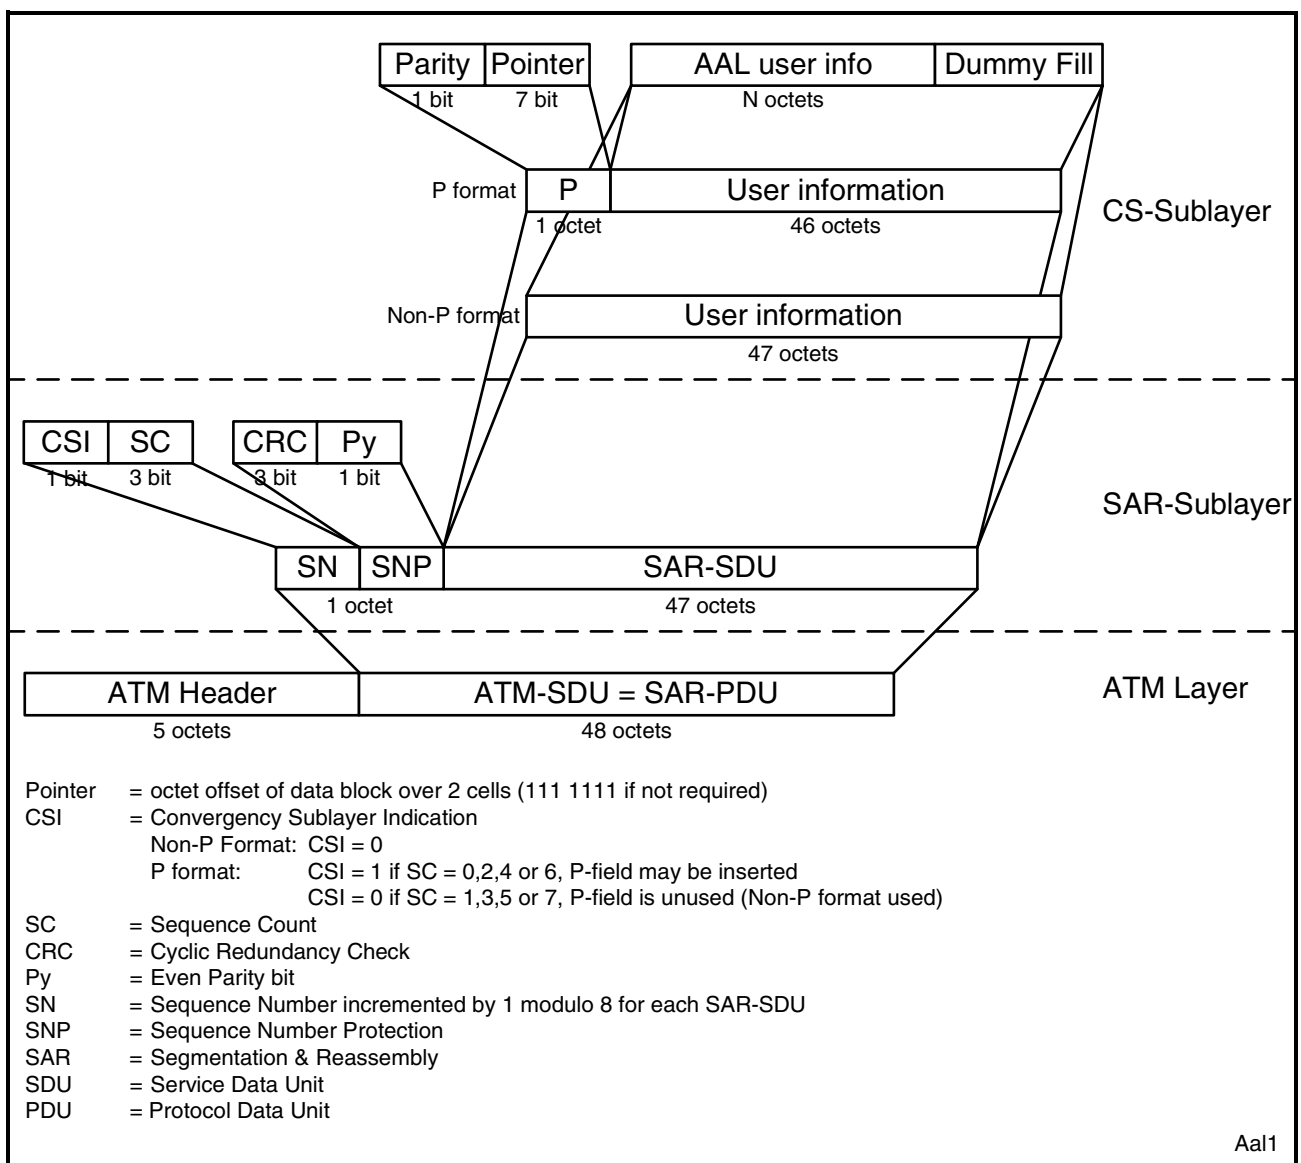 Parity Pointer AAL user info Dummy Fill
1 bit 7 bit N octets
P format P User information
CS-Sublayer
1 octet 46 octets
Non-P format User information
47 octets
CSI SC CRC Py
1 bit 3 bit 3 bit 1 bit
SAR-Sublayer
SN SNP SAR-SDU
1 octet 47 octets
ATM Header ATM-SDU = SAR-PDU ATM Layer
5 octets 48 octets
Pointer = octet offset of data block over 2 cells (111 1111 if not required)
CSI = Convergency Sublayer Indication
Non-P Format: CSI = 0
P format: CSI = 1 if SC = 0,2,4 or 6, P-field may be inserted
CSI = 0 if SC = 1,3,5 or 7, P-field is unused (Non-P format used)
SC = Sequence Count
CRC = Cyclic Redundancy Check
Py = Even Parity bit
SN = Sequence Number incremented by 1 modulo 8 for each SAR-SDU
SNP = Sequence Number Protection
SAR = Segmentation & Reassembly
SDU = Service Data Unit
PDU = Protocol Data Unit
Aal1